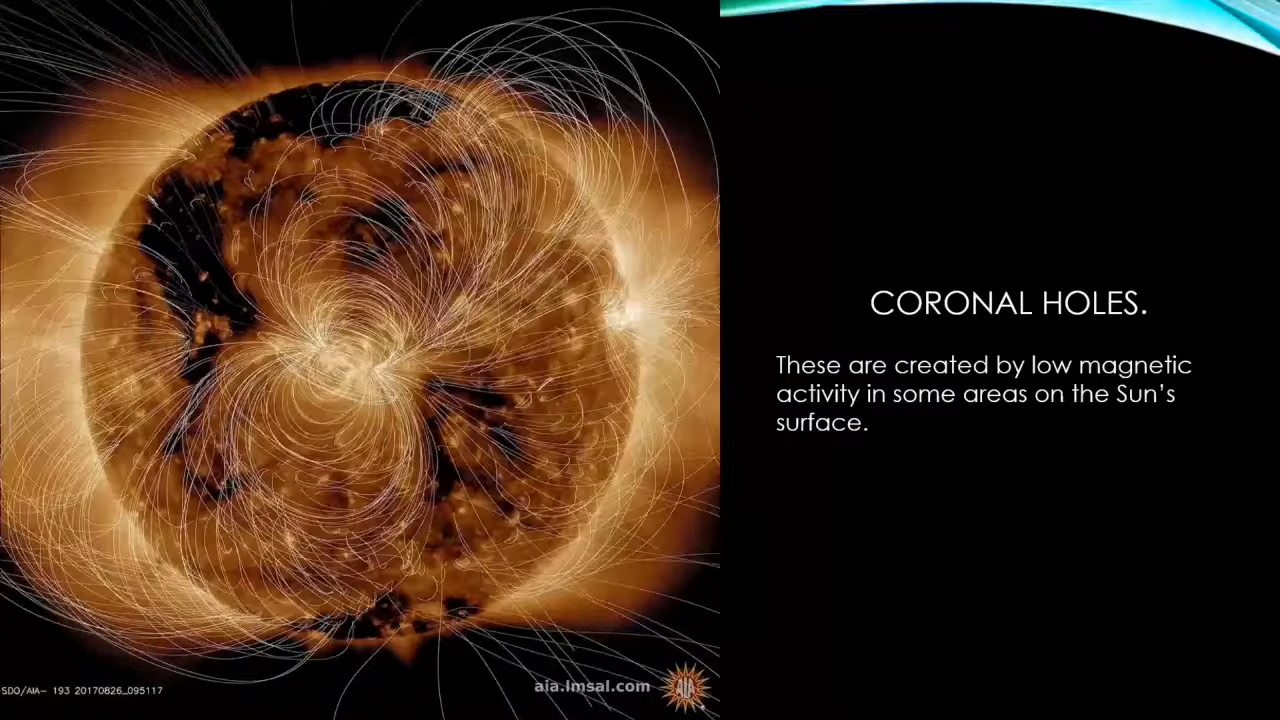 CORONAL HOLES.
These are created by low magnetic
activity in some areas on the Sun’s
surface.
SDO/AIA- 193 20170826_095117
aia.lmsal.com
AIA